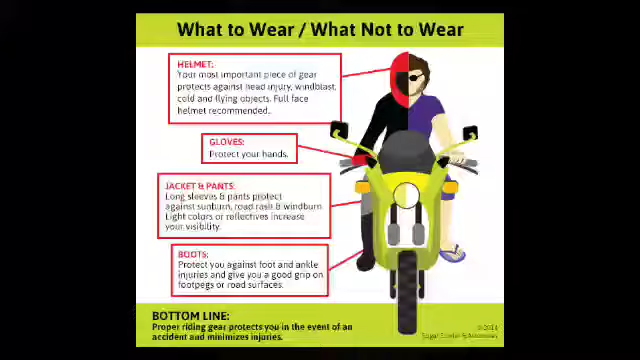 What to Wear / What Not to Wear
HELMET:
Your most important piece of gear
protects against head injury, windblast,
cold and flying objects. Full face
helmet recommended.
GLOVES:
Protect your hands.
JACKET & PANTS:
Long sleeves & pants protect
against sunburn, road rash & windburn
Light colors or reflectives increase
your visibility.
BOOTS:
Protect you against foot and ankle
injuries and give you a good grip on
footpegs or road surfaces.
BOTTOM LINE:
Proper riding gear protects you in the event of an
accident and minimizes injuries.
©2014